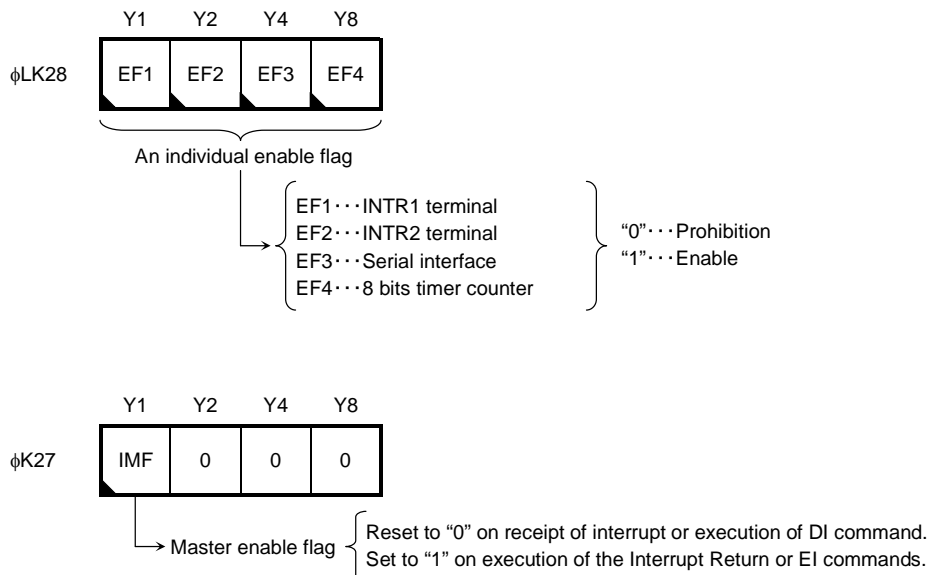 Y1 Y2 Y4 Y8
ϕLK28 EF1 EF2 EF3 EF4
An individual enable flag
EF1···INTR1 terminal
EF2···INTR2 terminal
EF3···Serial interface
EF4···8 bits timer counter
“0”···Prohibition
“1”···Enable
Y1 Y2 Y4 Y8
ϕK27 IMF 0 0 0
Master enable flag
Reset to “0” on receipt of interrupt or execution of DI command.
Set to “1” on execution of the Interrupt Return or EI commands.